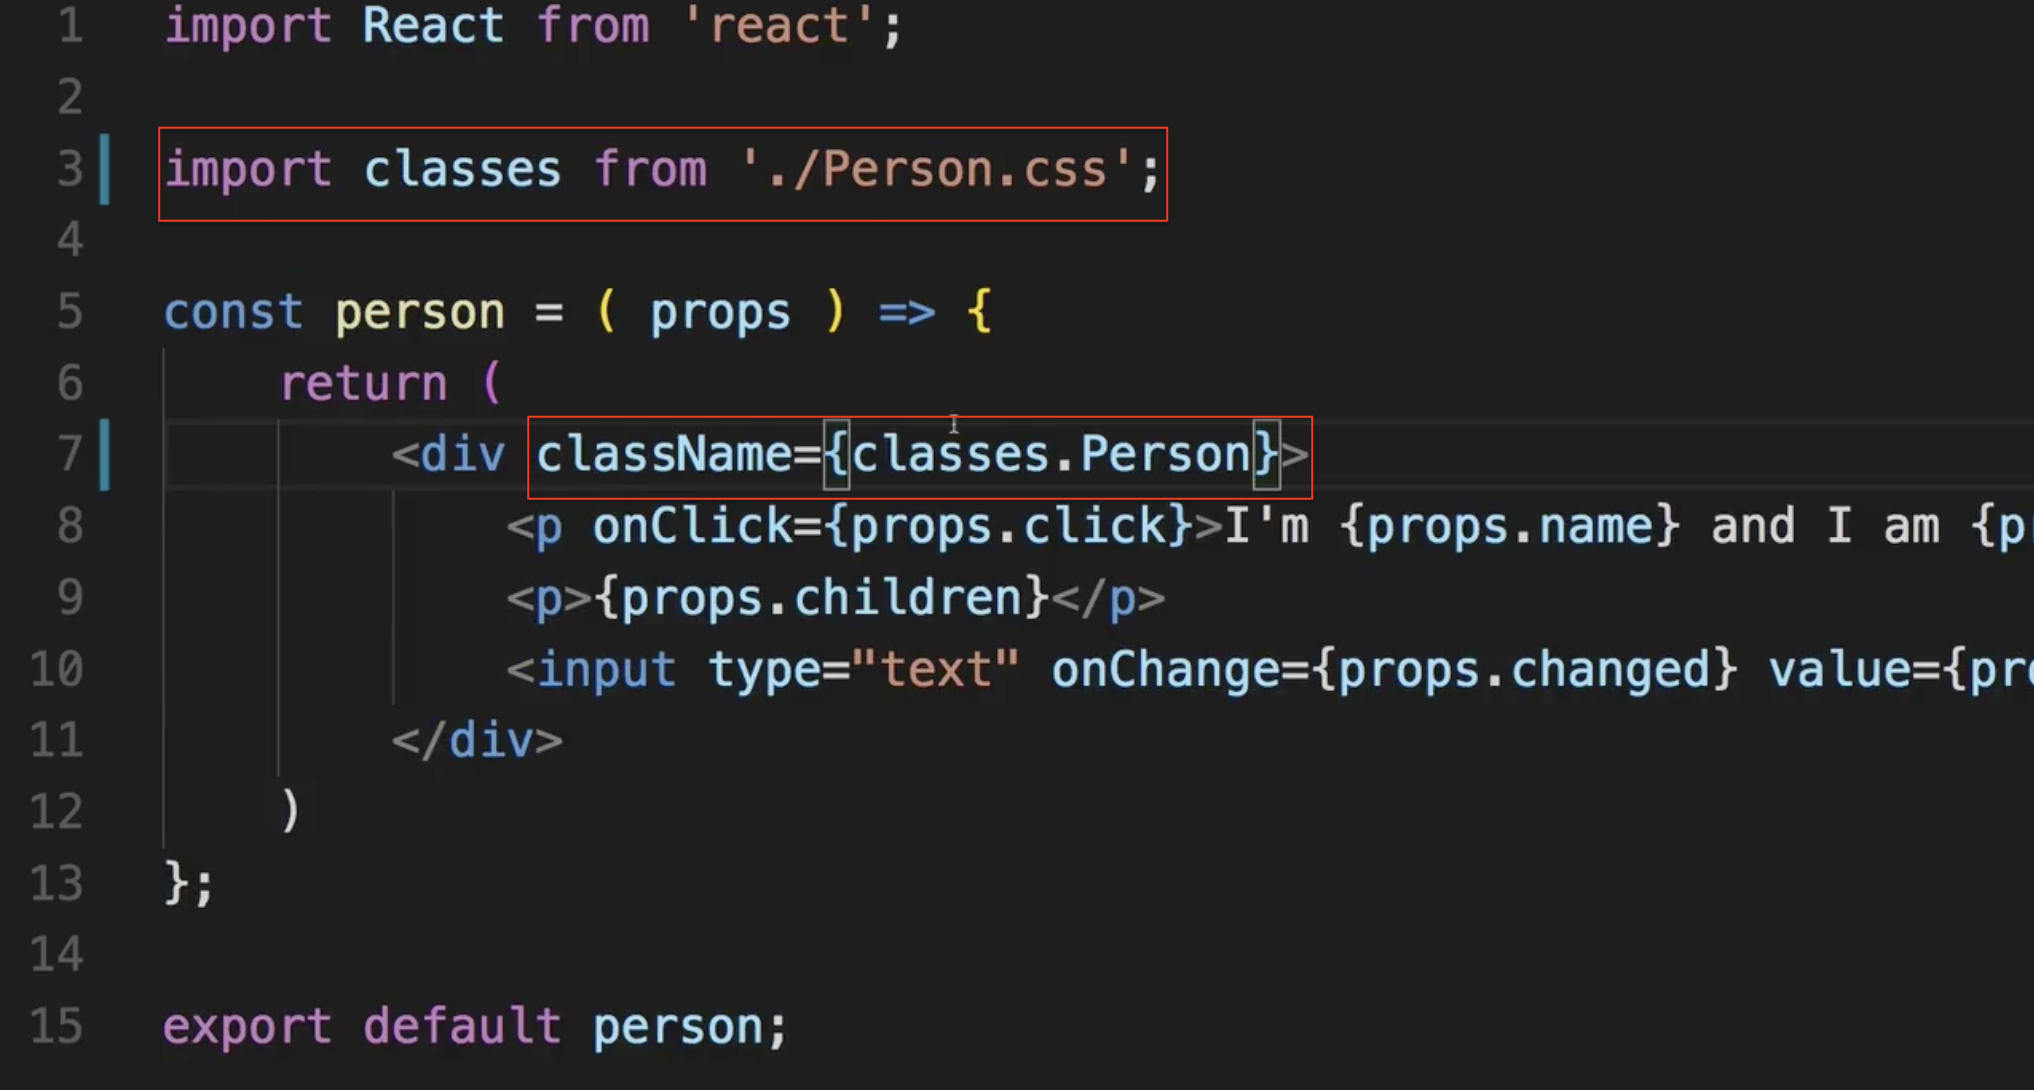 1 import React from 'react';
2
3 import classes from './Person.css';
4
5 const person = ( props ) => {
6 return (
7 <div className={classes.Person}>
8 <p onClick={props.click}>I'm {props.name} and I am {p
9 <p>{props.children}</p>
10 <input type="text" onChange={props.changed} value={pro
11 </div>
12 )
13 };
14
15 export default person;